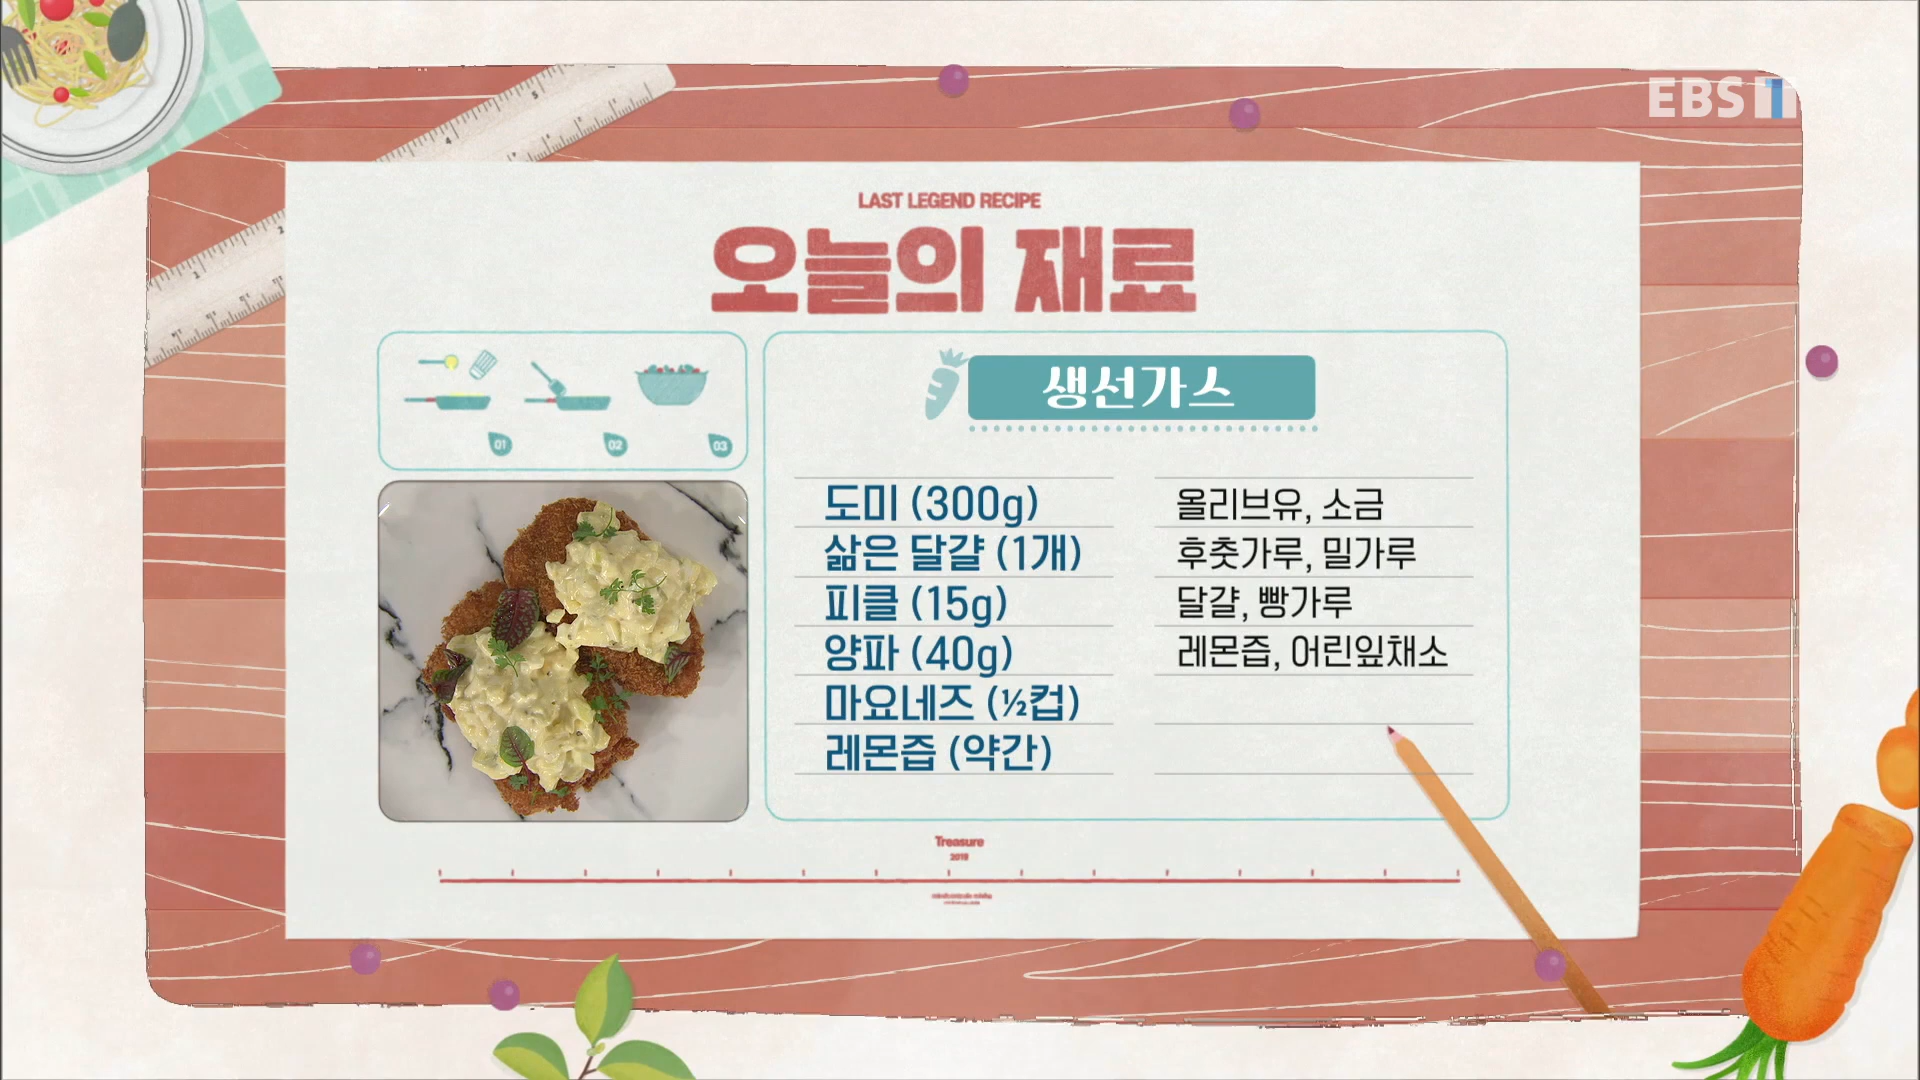 EBS 1
LAST LEGEND RECIPE
오늘의 재료
01 02 03
생선가스
도미 (300g)
삶은 달걀 (1개)
피클 (15g)
양파 (40g)
마요네즈 (½컵)
레몬즙 (약간)
올리브유, 소금
후춧가루, 밀가루
달걀, 빵가루
레몬즙, 어린잎채소
Treasure